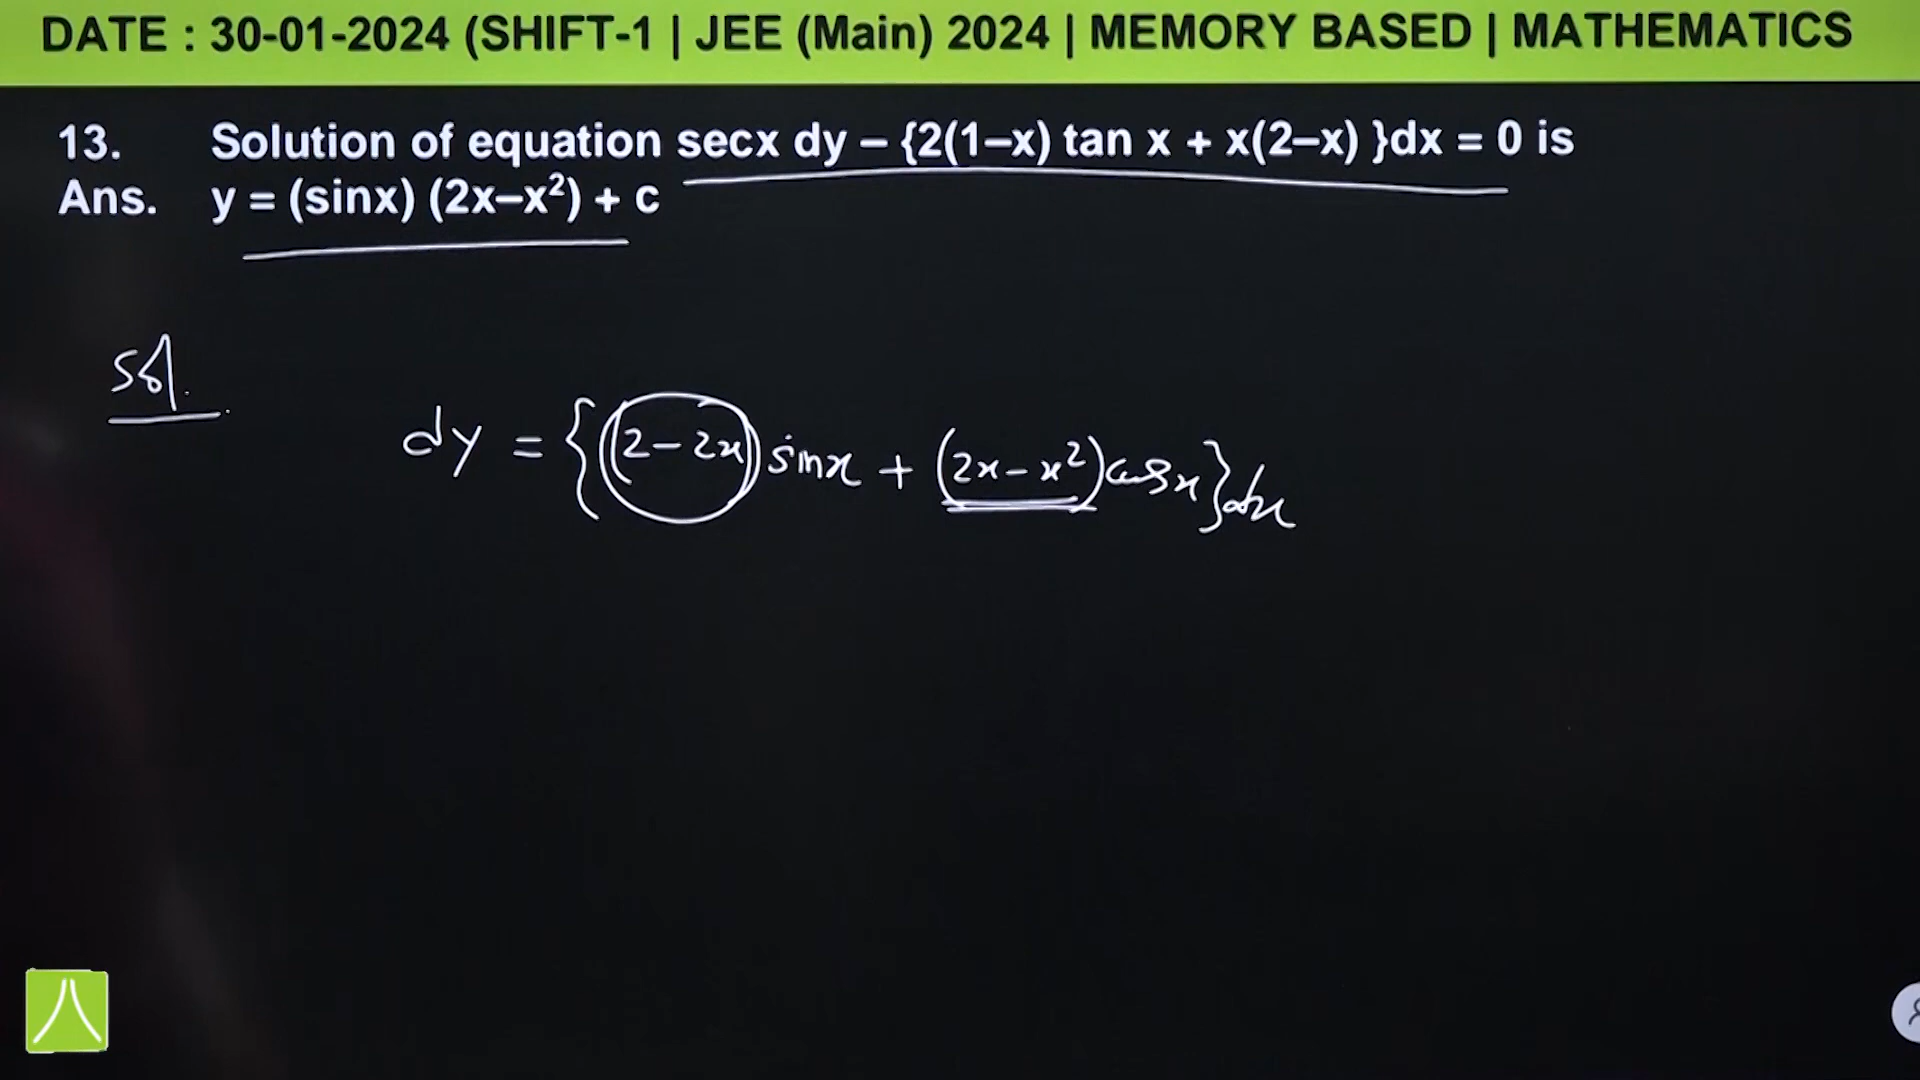 DATE : 30-01-2024 (SHIFT-1 | JEE (Main) 2024 | MEMORY BASED | MATHEMATICS
13. Solution of equation secx dy – {2(1–x) tan x + x(2–x) }dx = 0 is
Ans. y = (sinx) (2x–x²) + c
Sol.
dy = {(2-2x) sinx + (2x-x²)cosx}dx